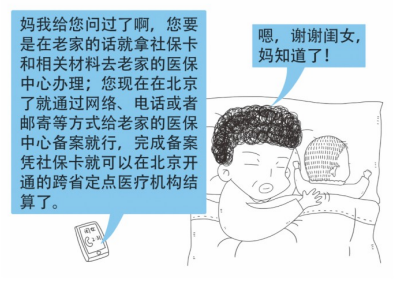 妈我给您问过了啊，您要
是在老家的话就拿社保卡
和相关材料去老家的医保
中心办理；您现在在北京
了就通过网络、电话或者
邮寄等方式给老家的医保
中心备案就行，完成备案
凭社保卡就可以在北京开
通的跨省定点医疗机构结
算了。
嗯，谢谢闺女，
妈知道了！
闺女